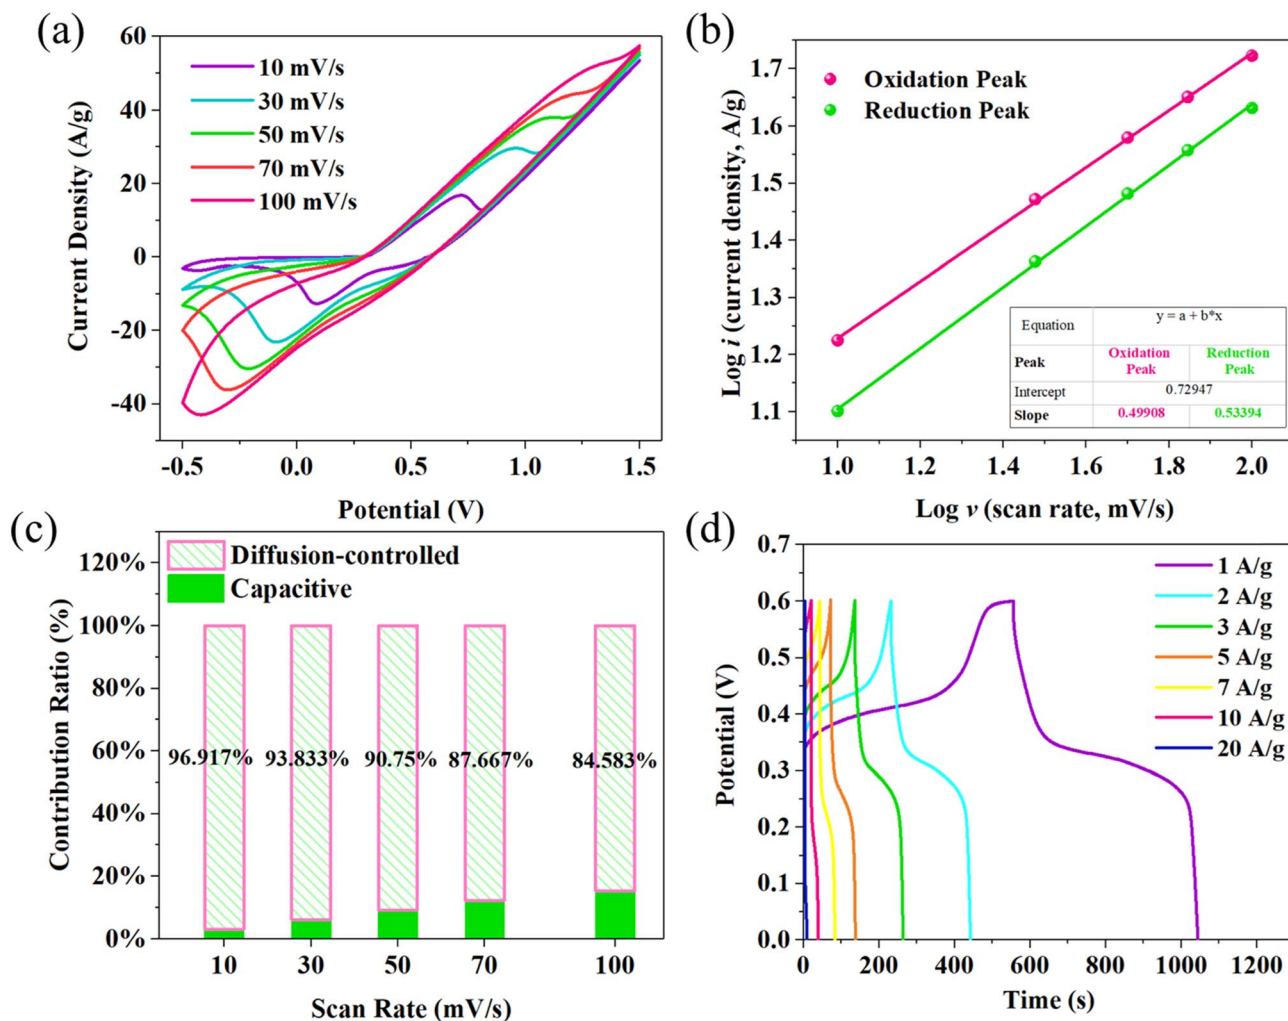 (a)
60
40
20
0
-20
-40
Current Density (A/g)
10 mV/s
30 mV/s
50 mV/s
70 mV/s
100 mV/s
-0.5 0.0 0.5 1.0 1.5
Potential (V)
(b)
1.7
1.6
1.5
1.4
1.3
1.2
1.1
Log i (current density, A/g)
Oxidation Peak
Reduction Peak
Equation y = a + b*x
Peak Oxidation Peak Reduction Peak
Intercept 0.72947
Slope 0.49908 0.53394
1.0 1.2 1.4 1.6 1.8 2.0
Log v (scan rate, mV/s)
(c)
120%
100%
80%
60%
40%
20%
0%
Contribution Ratio (%)
Diffusion-controlled
Capacitive
96.917% 93.833% 90.75% 87.667% 84.583%
10 30 50 70 100
Scan Rate (mV/s)
(d)
0.7
0.6
0.5
0.4
0.3
0.2
0.1
0.0
Potential (V)
1 A/g
2 A/g
3 A/g
5 A/g
7 A/g
10 A/g
20 A/g
0 200 400 600 800 1000 1200
Time (s)